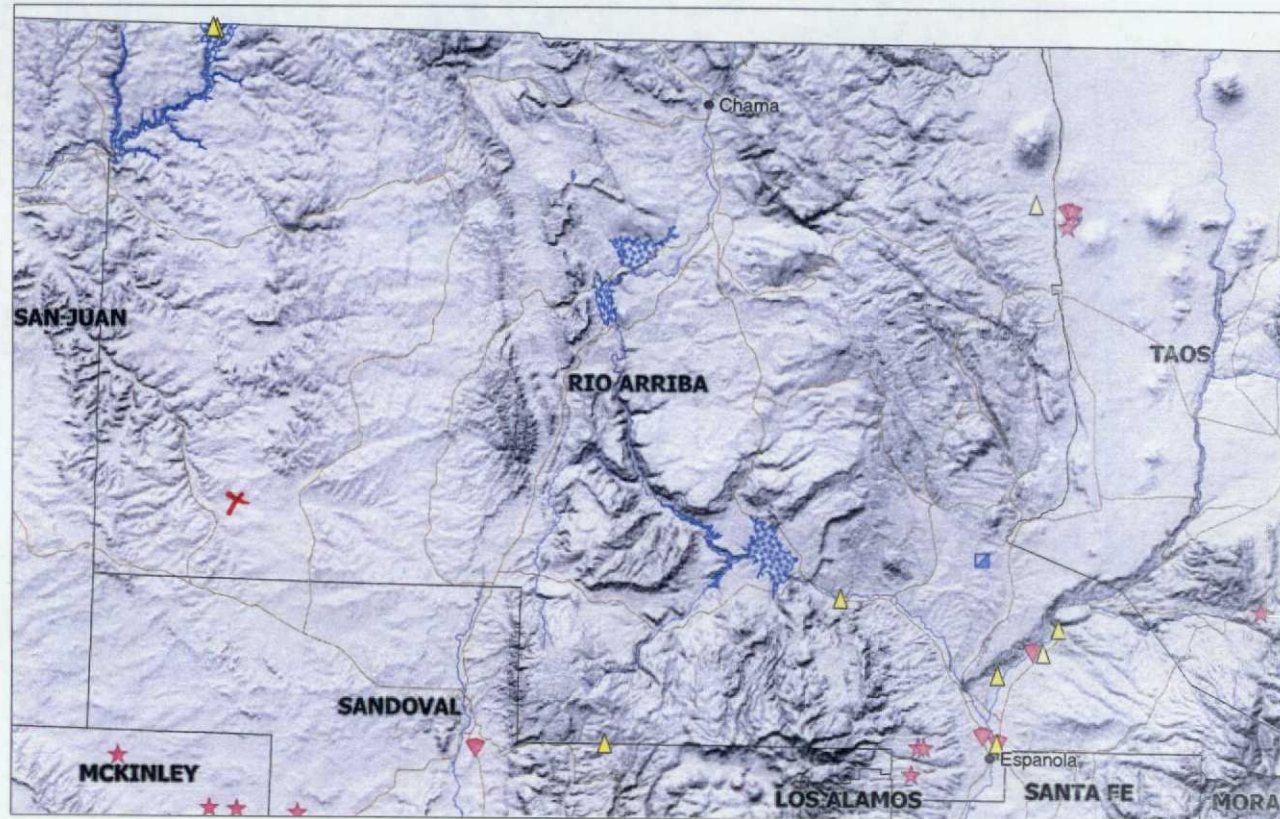 Chama
SAN JUAN
TAOS
RIO ARRIBA
SANDOVAL
Espanola
MCKINLEY
LOS ALAMOS
SANTA FE
MORA